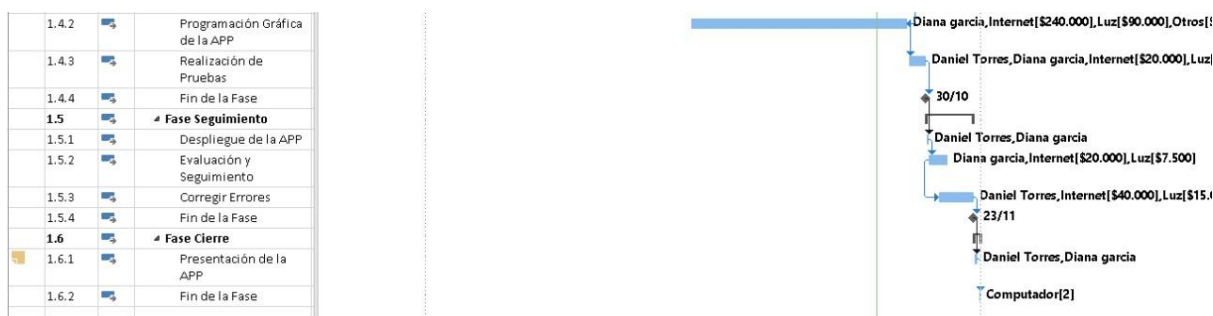 1.4.2 Programación Gráfica Diana garcia,Internet[$240.000],Luz[$90.000],Otros[$
de la APP
1.4.3 Realización de Daniel Torres,Diana garcia,Internet[$20.000],Luz[
Pruebas
1.4.4 Fin de la Fase 30/10
1.5 Fase Seguimiento
1.5.1 Despliegue de la APP Daniel Torres,Diana garcia
1.5.2 Evaluación y Diana garcia,Internet[$20.000],Luz[$7.500]
Seguimiento
1.5.3 Corregir Errores Daniel Torres,Internet[$40.000],Luz[$15.0
1.5.4 Fin de la Fase 23/11
1.6 Fase Cierre
1.6.1 Presentación de la Daniel Torres,Diana garcia
APP
1.6.2 Fin de la Fase Computador[2]